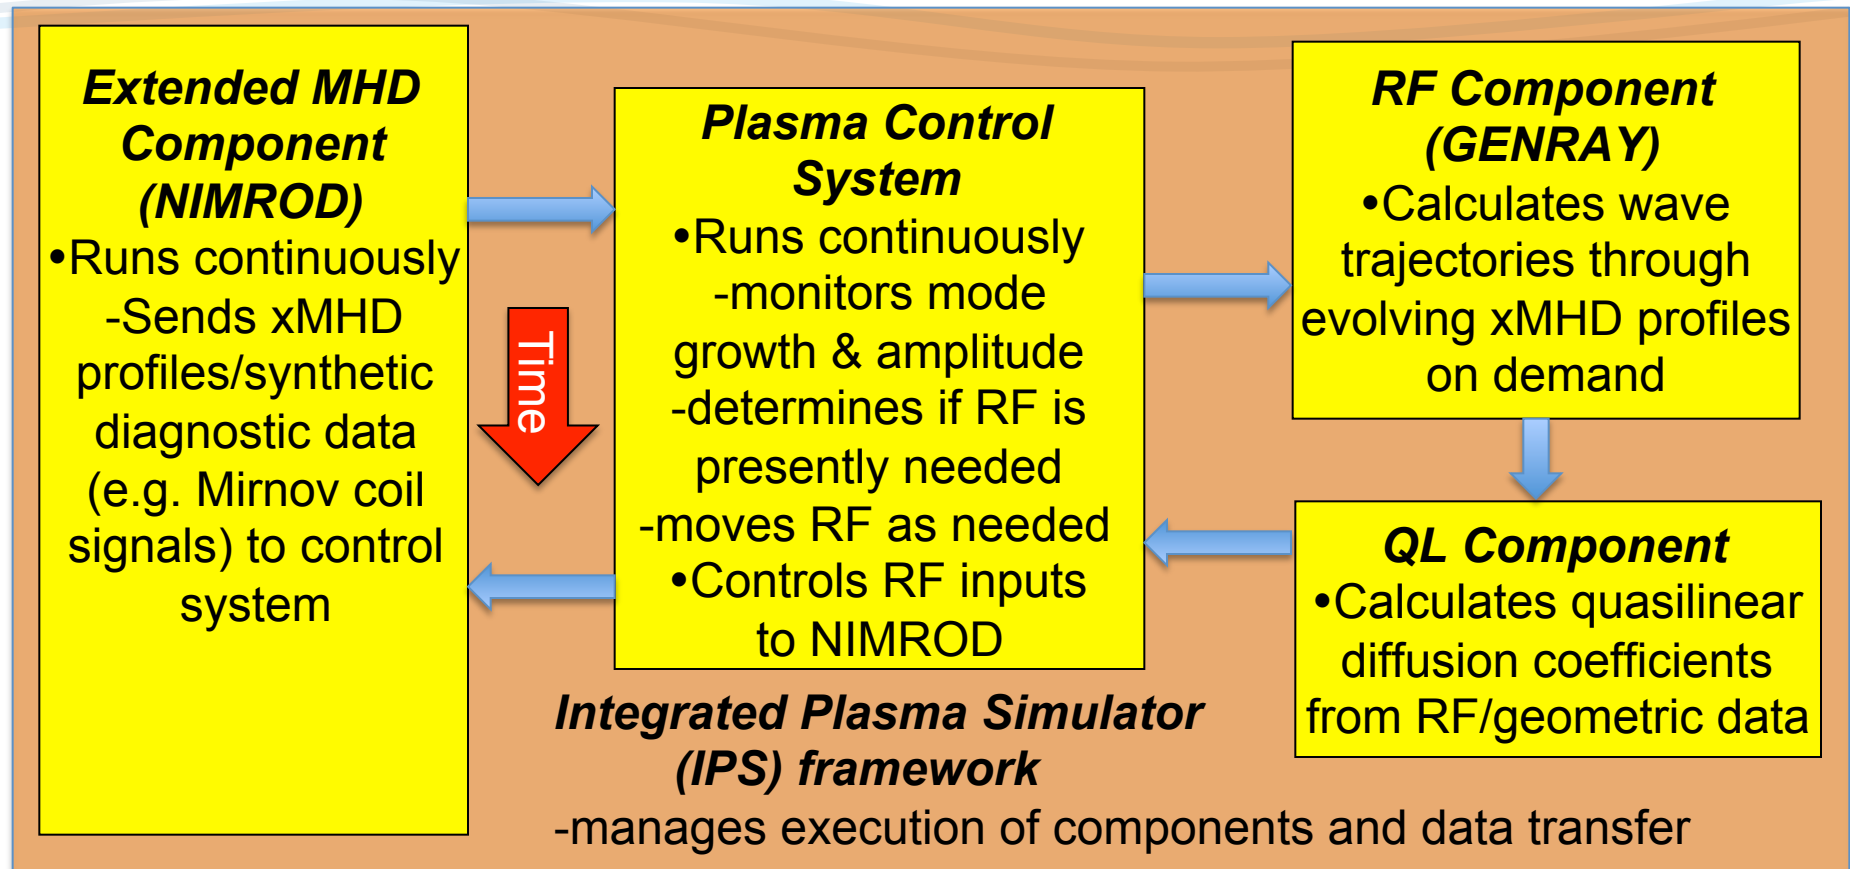 Extended MHD
Component
(NIMROD)
•Runs continuously
-Sends xMHD
profiles/synthetic
diagnostic data
(e.g. Mirnov coil
signals) to control
system
Time
Plasma Control
System
•Runs continuously
-monitors mode
growth & amplitude
-determines if RF is
presently needed
-moves RF as needed
•Controls RF inputs
to NIMROD
RF Component
(GENRAY)
•Calculates wave
trajectories through
evolving xMHD profiles
on demand
QL Component
•Calculates quasilinear
diffusion coefficients
from RF/geometric data
Integrated Plasma Simulator
(IPS) framework
-manages execution of components and data transfer